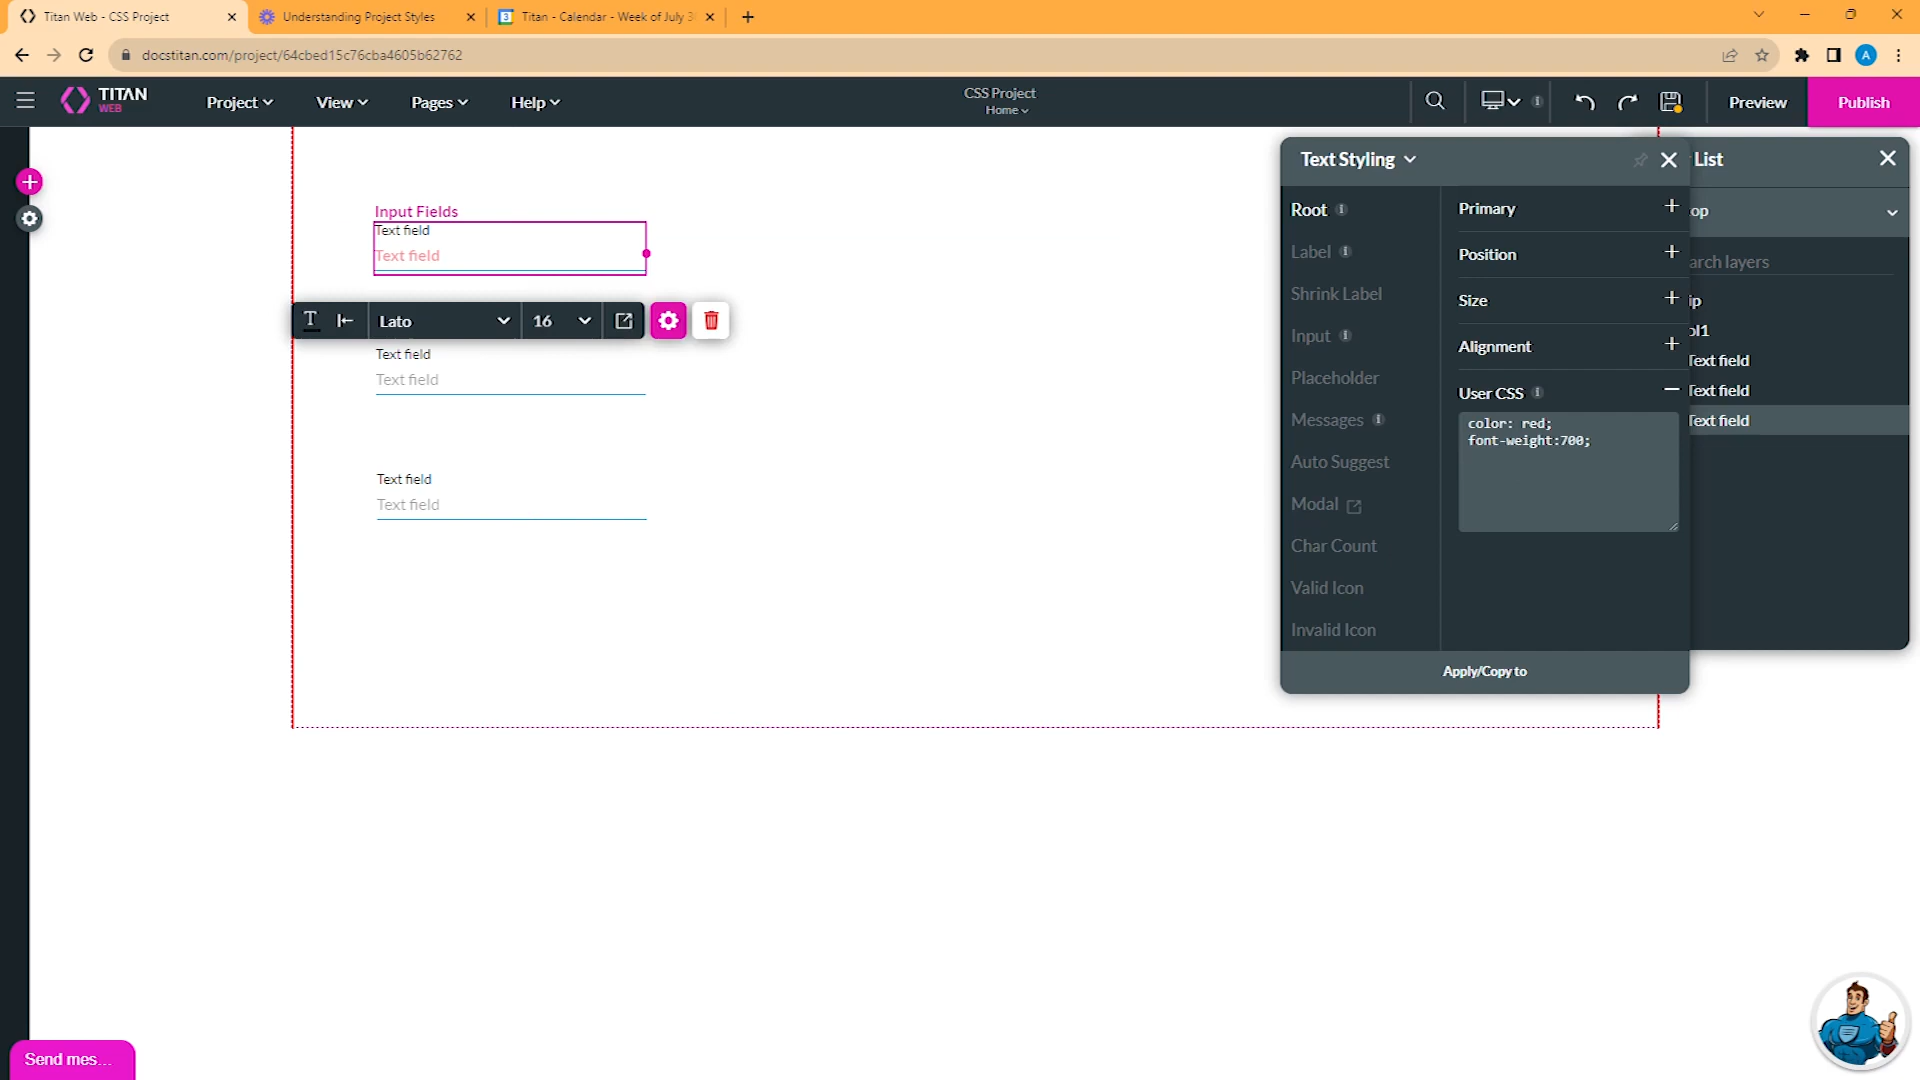 Titan Web - CSS Project
Understanding Project Styles
3
Titan - Calendar - Week of July 3
docstitan.com/project/64cbed15c76cba4605b62762
A
TITAN
WEB
Project
View
Pages
Help
CSS Project
Home
Preview
Publish
Input Fields
Text field
Text field
T
Lato
16
Text field
Text field
Text field
Text field
Text Styling
Root
Label
Shrink Label
Input
Placeholder
Messages
Auto Suggest
Modal
Char Count
Valid Icon
Invalid Icon
Primary
Position
Size
Alignment
User CSS
color: red;
font-weight:700;
Apply/Copy to
List
op
arch layers
ip
ol1
Text field
Text field
Text field
Send mes...